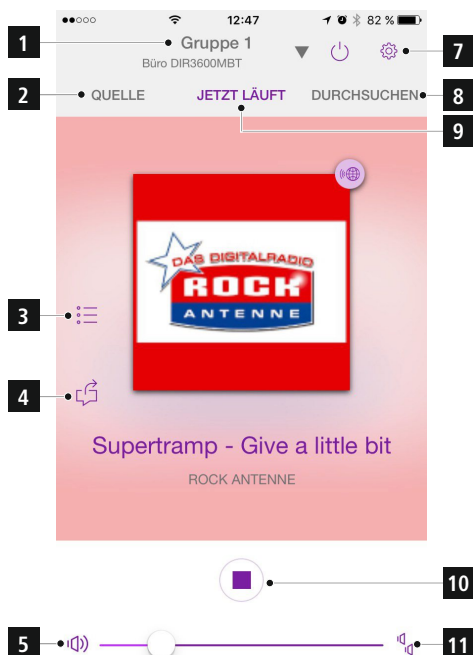 12:47
82 %
1
Gruppe 1
Büro DIR3600MBT
7
2
QUELLE
JETZT LÄUFT
DURCHSUCHEN
8
9
DAS DIGITALRADIO
ROCK
ANTENNE
3
4
Supertramp - Give a little bit
ROCK ANTENNE
10
5
11